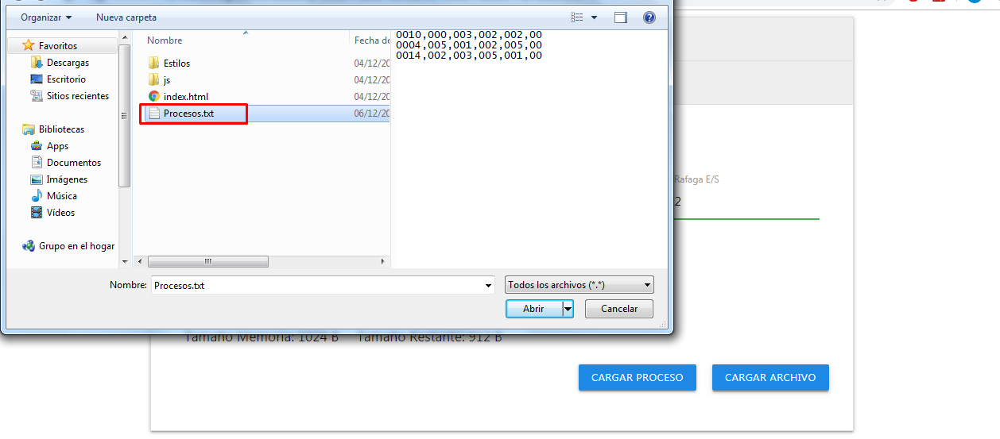 Organizar
Nueva carpeta
Favoritos
Descargas
Escritorio
Sitios recientes
Bibliotecas
Apps
Documentos
Imágenes
Música
Vídeos
Grupo en el hogar
Nombre
Fecha de
Estilos
04/12/20
js
04/12/20
index.html
04/12/20
Procesos.txt
06/12/20
0010,000,003,002,002,00
0004,005,001,002,005,00
0014,002,003,005,001,00
Nombre:
Procesos.txt
Todos los archivos (*.*)
Abrir
Cancelar
Rafaga E/S
2
Tamaño Memoria: 1024 B
Tamaño Restante: 912 B
CARGAR PROCESO
CARGAR ARCHIVO